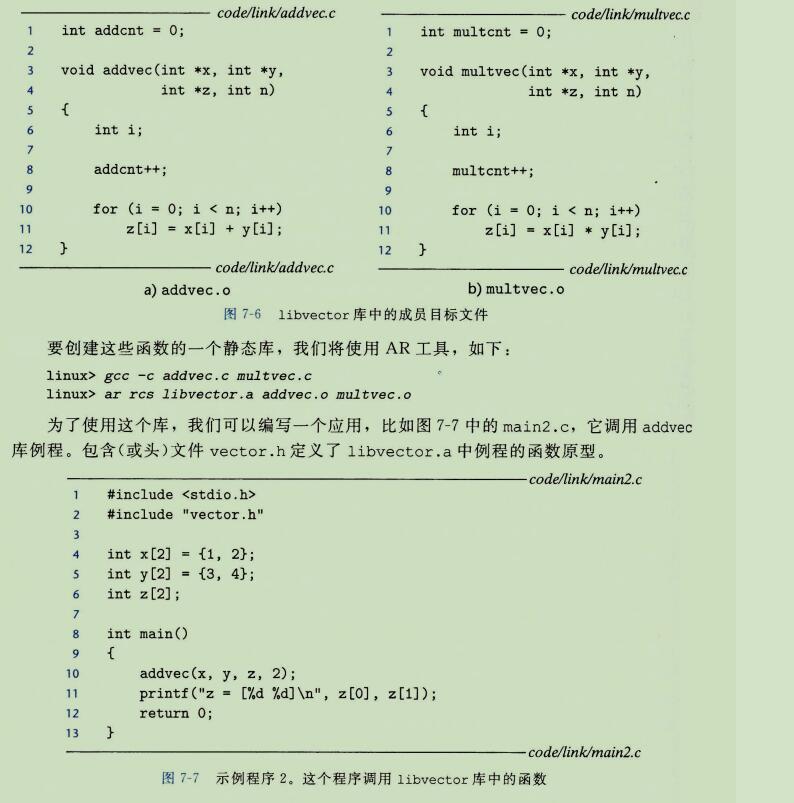 code/link/addvec.c
1 int addcnt = 0;
2
3 void addvec(int *x, int *y,
4 int *z, int n)
5 {
6 int i;
7
8 addcnt++;
9
10 for (i = 0; i < n; i++)
11 z[i] = x[i] + y[i];
12 }
code/link/addvec.c
a) addvec.o
code/link/multvec.c
1 int multcnt = 0;
2
3 void multvec(int *x, int *y,
4 int *z, int n)
5 {
6 int i;
7
8 multcnt++;
9
10 for (i = 0; i < n; i++)
11 z[i] = x[i] * y[i];
12 }
code/link/multvec.c
b) multvec.o
图 7-6 libvector 库中的成员目标文件
要创建这些函数的一个静态库，我们将使用 AR 工具，如下：
linux> gcc -c addvec.c multvec.c
linux> ar rcs libvector.a addvec.o multvec.o
为了使用这个库，我们可以编写一个应用，比如图 7-7 中的 main2.c，它调用 addvec
库例程。包含(或头)文件 vector.h 定义了 libvector.a 中例程的函数原型。
code/link/main2.c
1 #include <stdio.h>
2 #include "vector.h"
3
4 int x[2] = {1, 2};
5 int y[2] = {3, 4};
6 int z[2];
7
8 int main()
9 {
10 addvec(x, y, z, 2);
11 printf("z = [%d %d]\n", z[0], z[1]);
12 return 0;
13 }
code/link/main2.c
图 7-7 示例程序 2。这个程序调用 libvector 库中的函数